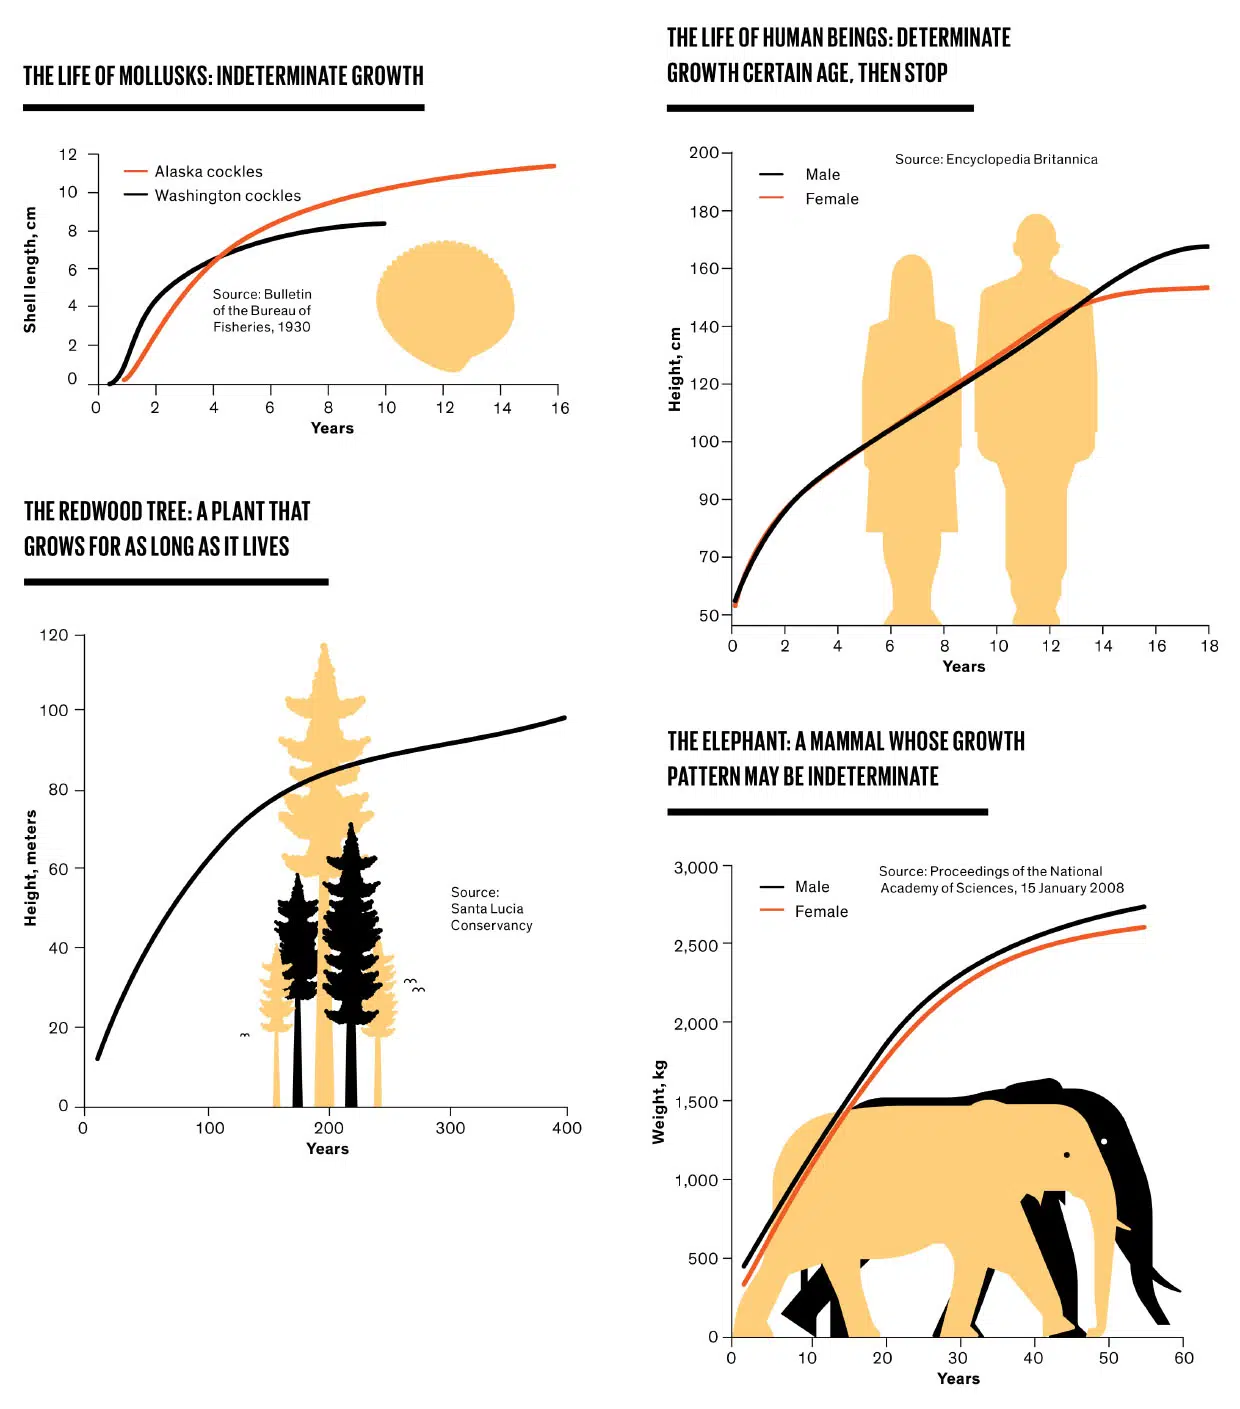 THE LIFE OF MOLLUSKS: INDETERMINATE GROWTH
12
10
8
6
4
2
0
Shell length, cm
Alaska cockles
Washington cockles
Source: Bulletin
of the Bureau of
Fisheries, 1930
0 2 4 6 8 10 12 14 16
Years
THE LIFE OF HUMAN BEINGS: DETERMINATE
GROWTH CERTAIN AGE, THEN STOP
200
180
160
140
120
100
90
70
50
Height, cm
Male
Female
Source: Encyclopedia Britannica
0 2 4 6 8 10 12 14 16 18
Years
THE REDWOOD TREE: A PLANT THAT
GROWS FOR AS LONG AS IT LIVES
120
100
80
60
40
20
0
Height, meters
Source:
Santa Lucia
Conservancy
0 100 200 300 400
Years
THE ELEPHANT: A MAMMAL WHOSE GROWTH
PATTERN MAY BE INDETERMINATE
3,000
2,500
2,000
1,500
1,000
500
0
Weight, kg
Male
Female
Source: Proceedings of the National
Academy of Sciences, 15 January 2008
0 10 20 30 40 50 60
Years